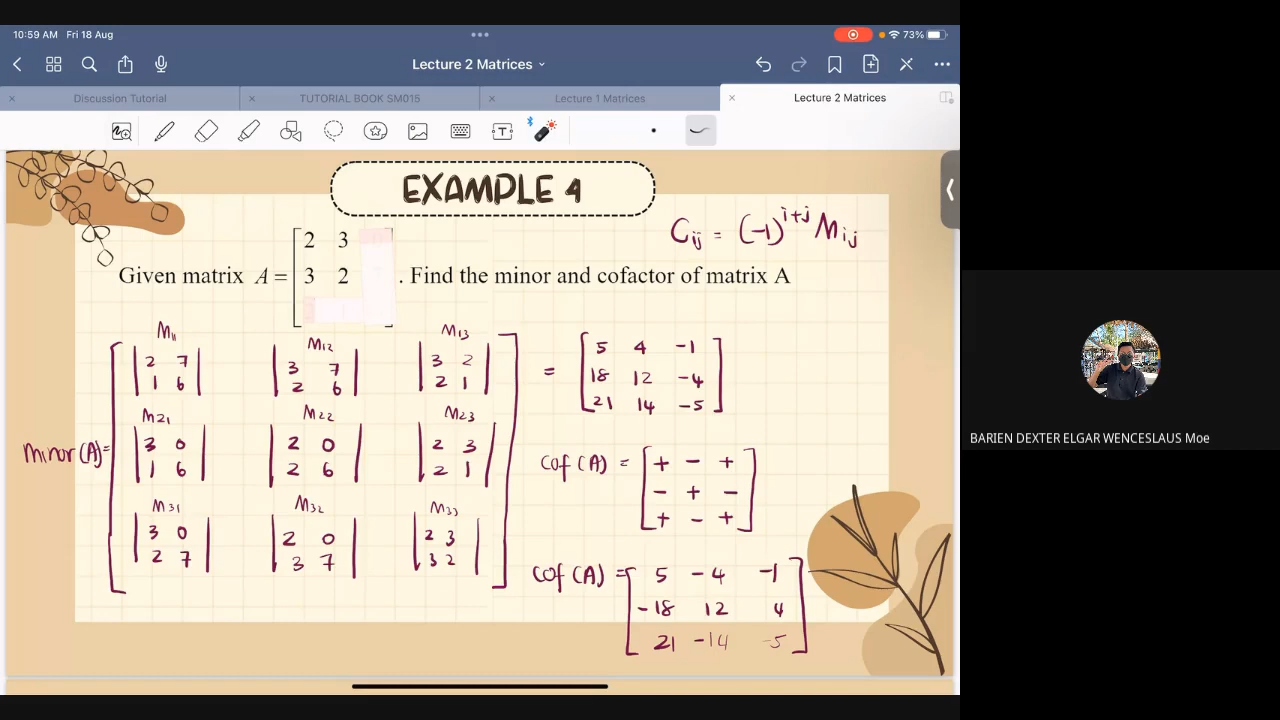 10:59 AM Fri 18 Aug
73%
Lecture 2 Matrices
Discussion Tutorial
TUTORIAL BOOK SM015
Lecture 1 Matrices
Lecture 2 Matrices
EXAMPLE 4
Cij = (-1)^i+j Mij
2 3
Given matrix A = 3 2 . Find the minor and cofactor of matrix A
M11 M12 M13
2 7 3 7 3 2
1 6 2 6 2 1
M21 M22 M23
Minor (A) =
3 0 2 0 2 3
1 6 2 6 2 1
M31 M32 M33
3 0 2 0 2 3
2 7 3 7 3 2
=
5 4 -1
18 12 -4
21 14 -5
Cof (A) = + - +
- + -
+ - +
Cof (A) = 5 -4 -1
-18 12 4
21 -14 -5
BARIEN DEXTER ELGAR WENCESLAUS Moe